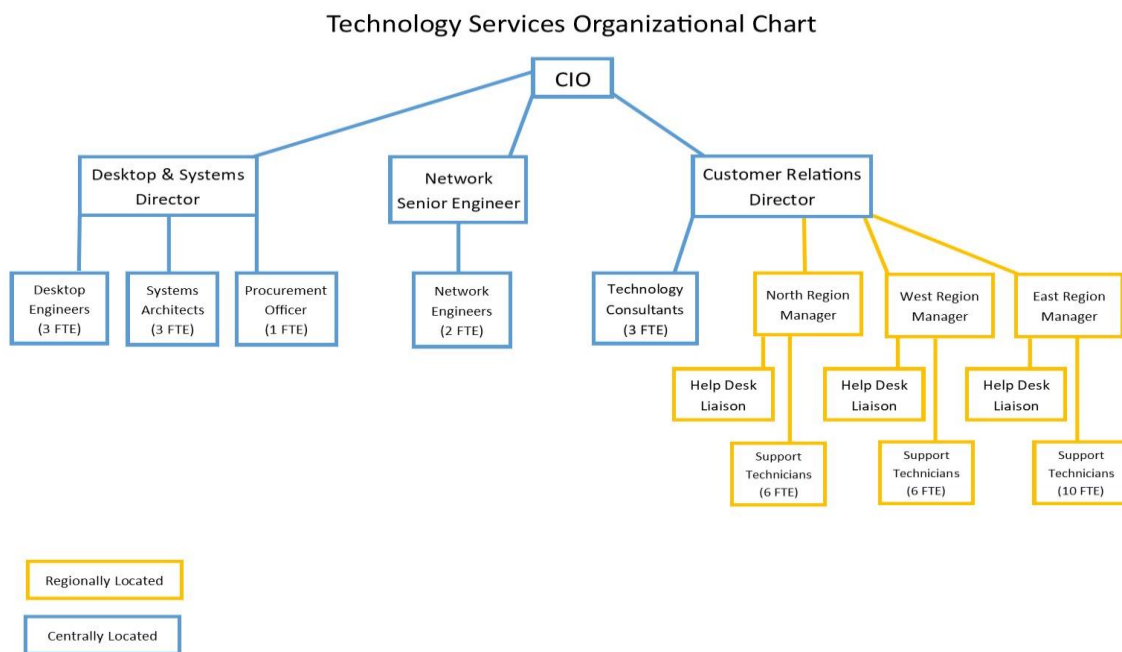 Technology Services Organizational Chart
CIO
Desktop & Systems
Director
Network
Senior Engineer
Customer Relations
Director
Desktop
Engineers
(3 FTE)
Systems
Architects
(3 FTE)
Procurement
Officer
(1 FTE)
Network
Engineers
(2 FTE)
Technology
Consultants
(3 FTE)
North Region
Manager
West Region
Manager
East Region
Manager
Help Desk
Liaison
Help Desk
Liaison
Help Desk
Liaison
Support
Technicians
(6 FTE)
Support
Technicians
(6 FTE)
Support
Technicians
(10 FTE)
Regionally Located
Centrally Located